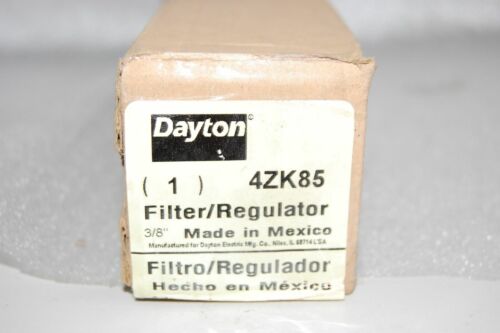 Dayton©
( 1 ) 4ZK85
Filter/Regulator
3/8" Made in Mexico
Manufactured for Dayton Electric Mfg. Co., Niles, IL 60714 USA
Filtro/Regulador
Hecho en México